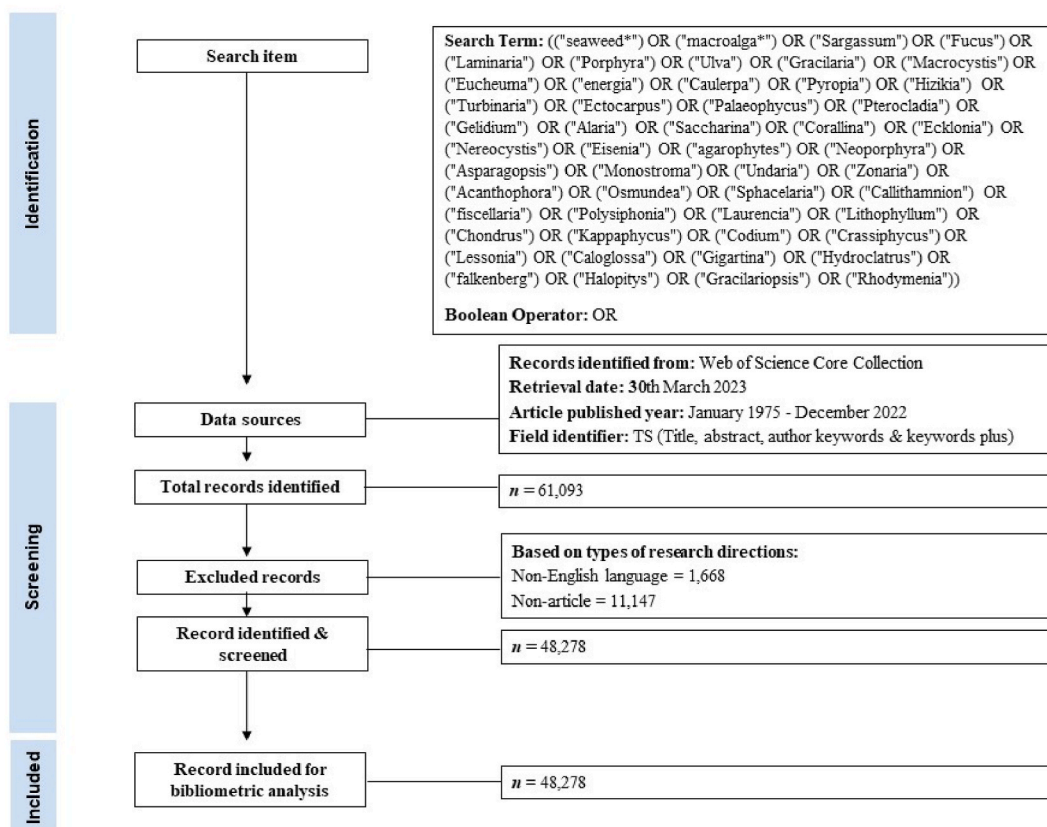 Identification
Search item
Search Term: (("seaweed*") OR ("macroalga*") OR ("Sargassum") OR ("Fucus") OR
("Laminaria") OR ("Porphyra") OR ("Ulva") OR ("Gracilaria") OR ("Macrocystis") OR
("Eucheuma") OR ("energia") OR ("Caulerpa") OR ("Pyropia") OR ("Hizikia") OR
("Turbinaria") OR ("Ectocarpus") OR ("Palaeophycus") OR ("Pterocladia") OR
("Gelidium") OR ("Alaria") OR ("Saccharina") OR ("Corallina") OR ("Ecklonia") OR
("Nereocystis") OR ("Eisenia") OR ("agarophytes") OR ("Neoporphyra") OR
("Asparagopsis") OR ("Monostroma") OR ("Undaria") OR ("Zonaria") OR
("Acanthophora") OR ("Osmundea") OR ("Sphacelaria") OR ("Callithamnion") OR
("fiscellaria") OR ("Polysiphonia") OR ("Laurencia") OR ("Lithophyllum") OR
("Chondrus") OR ("Kappaphycus") OR ("Codium") OR ("Crassiphycus") OR
("Lessonia") OR ("Caloglossa") OR ("Gigartina") OR ("Hydroclatrus") OR
("falkenberg") OR ("Halopitys") OR ("Gracilariopsis") OR ("Rhodymenia"))
Boolean Operator: OR
Screening
Data sources
Records identified from: Web of Science Core Collection
Retrieval date: 30th March 2023
Article published year: January 1975 - December 2022
Field identifier: TS (Title, abstract, author keywords & keywords plus)
Total records identified
n = 61,093
Excluded records
Based on types of research directions:
Non-English language = 1,668
Non-article = 11,147
Record identified &
screened
n = 48,278
Included
Record included for
bibliometric analysis
n = 48,278